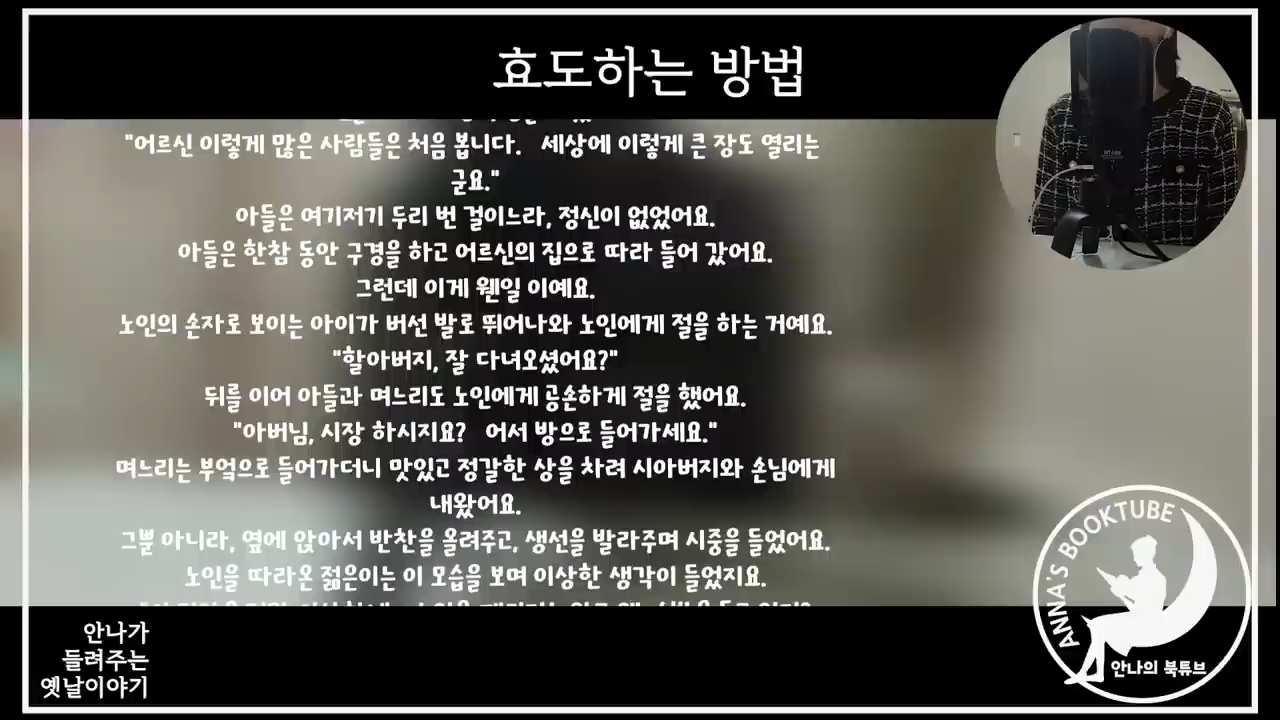 효도하는 방법
"어르신 이렇게 많은 사람들은 처음 봅니다. 세상에 이렇게 큰 장도 열리는
군요."
아들은 여기저기 두리 번 걸이느라, 정신이 없었어요.
아들은 한참 동안 구경을 하고 어르신의 집으로 따라 들어 갔어요.
그런데 이게 웬일 이예요.
노인의 손자로 보이는 아이가 버선 발로 뛰어나와 노인에게 절을 하는 거예요.
"할아버지, 잘 다녀오셨어요?"
뒤를 이어 아들과 며느리도 노인에게 공손하게 절을 했어요.
"아버님, 시장 하시지요? 어서 방으로 들어가세요."
며느리는 부엌으로 들어가더니 맛있고 정갈한 상을 차려 시아버지와 손님에게
내왔어요.
그뿐 아니라, 옆에 앉아서 반찬을 올려주고, 생선을 발라주며 시중을 들었어요.
노인을 따라온 젊은이는 이 모습을 보며 이상한 생각이 들었지요.
안나가
들려주는
옛날이야기
ANNA'S BOOKTUBE
안나의 북튜브